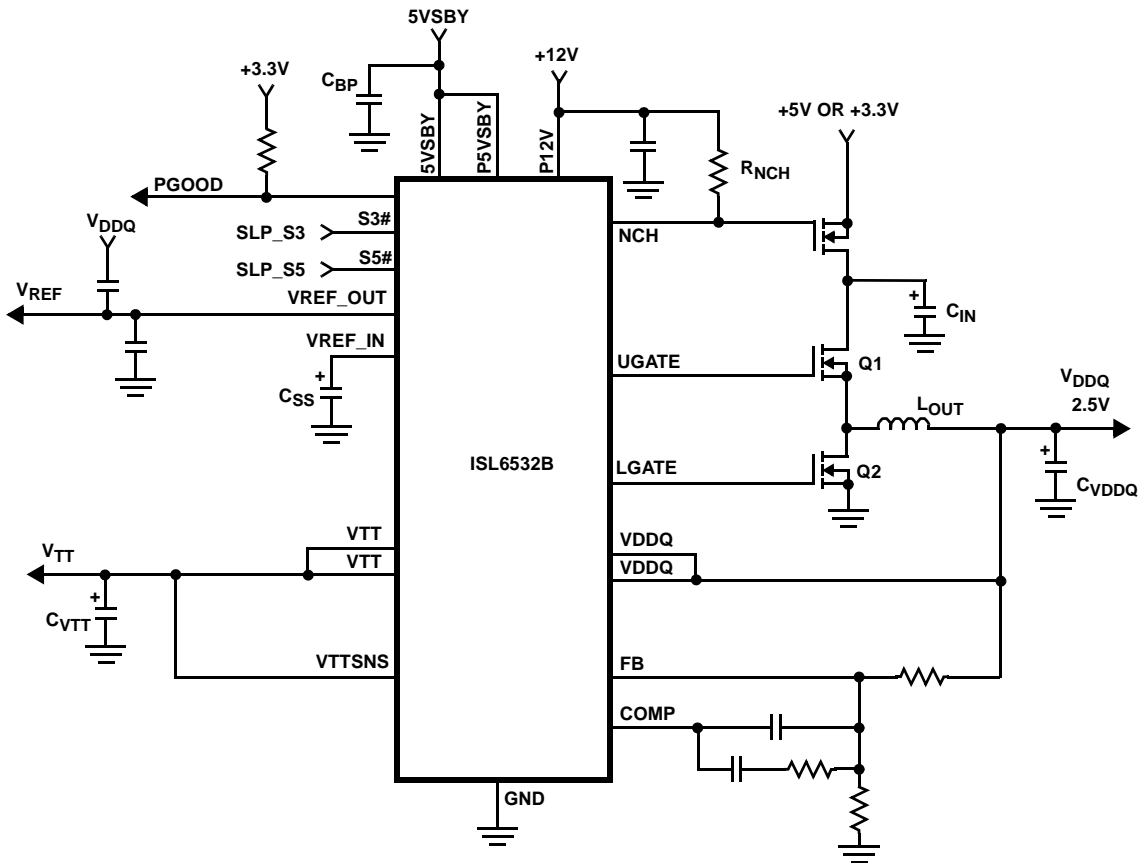 5VSBY
+12V
+3.3V
CBP
+5V OR +3.3V
5VSBY
P5VSBY
P12V
RNCH
PGOOD
S3#
SLP_S3
NCH
VDDQ
S5#
SLP_S5
VREF
VREF_OUT
+
CIN
VREF_IN
UGATE
Q1
+
CSS
VDDQ
2.5V
LOUT
ISL6532B
LGATE
Q2
+
CVDDQ
VTT
VDDQ
VTT
VTT
VDDQ
+
CVTT
VTTSNS
FB
COMP
GND